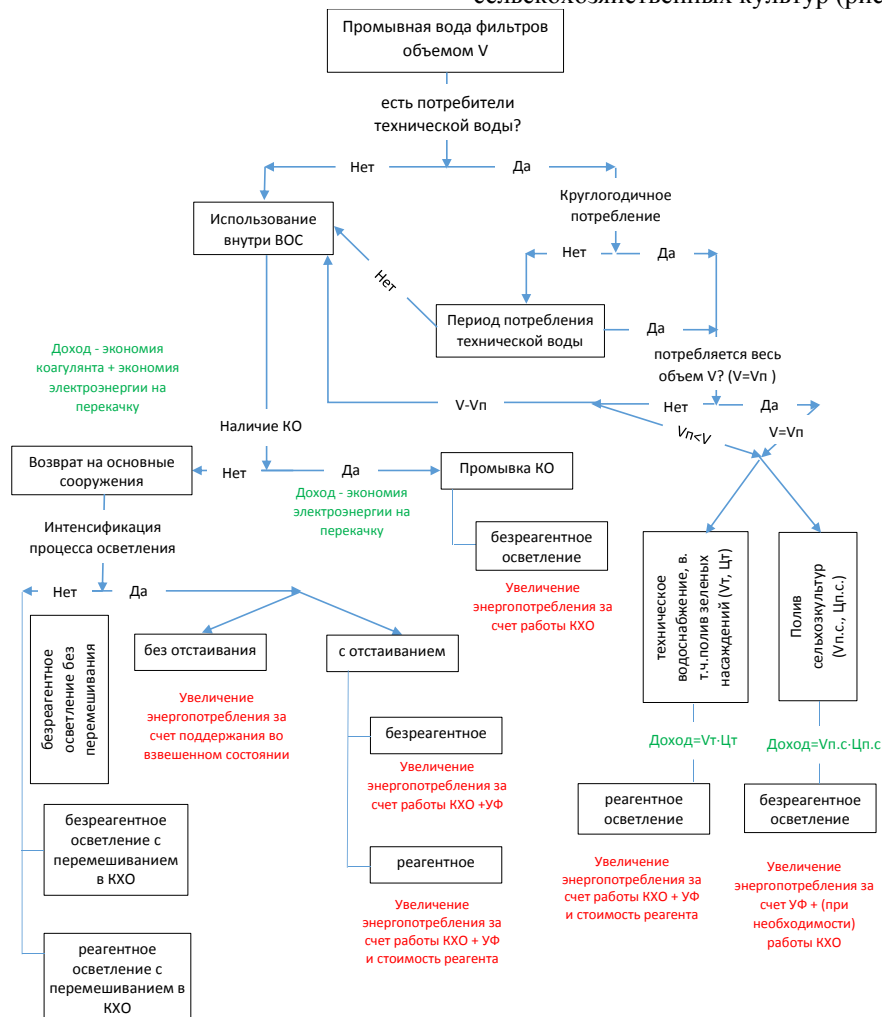 сельскохозяйственных культур (рис
Промывная вода фильтров
объемом V
есть потребители
технической воды?
Нет
Да
Круглогодичное
потребление
Использование
внутри ВОС
Нет
Да
Нет
Период потребления
технической воды
Да
Доход - экономия
коагулянта + экономия
электроэнергии на
перекачку
потребляется весь
объем V? (V=Vп )
V-Vп
Нет
Да
Vп<V
V=Vп
Наличие КО
Возврат на основные
сооружения
Нет
Да
Промывка КО
Доход - экономия
электроэнергии на
перекачку
Интенсификация
процесса осветления
безреагентное
осветление
Увеличение
энергопотребления за
счет работы КХО
техническое
водоснабжение, в.
т.ч.полив зеленых
насаждений (Vт, Цт)
Полив
сельхозкультур
(Vп.с., Цп.с.)
Нет
Да
безреагентное
осветление без
перемешивания
без отстаивания
с отстаиванием
Увеличение
энергопотребления за
счет поддержания во
взвешенном состоянии
безреагентное
Увеличение
энергопотребления за
счет работы КХО +УФ
Доход=Vт·Цт
Доход=Vп.с·Цп.с
реагентное
осветление
безреагентное
осветление
безреагентное
осветление с
перемешиванием
в КХО
реагентное
Увеличение
энергопотребления за
счет работы КХО + УФ
и стоимость реагента
Увеличение
энергопотребления за
счет работы КХО + УФ
и стоимость реагента
Увеличение
энергопотребления за
счет УФ + (при
необходимости)
работы КХО
реагентное
осветление с
перемешиванием в
КХО